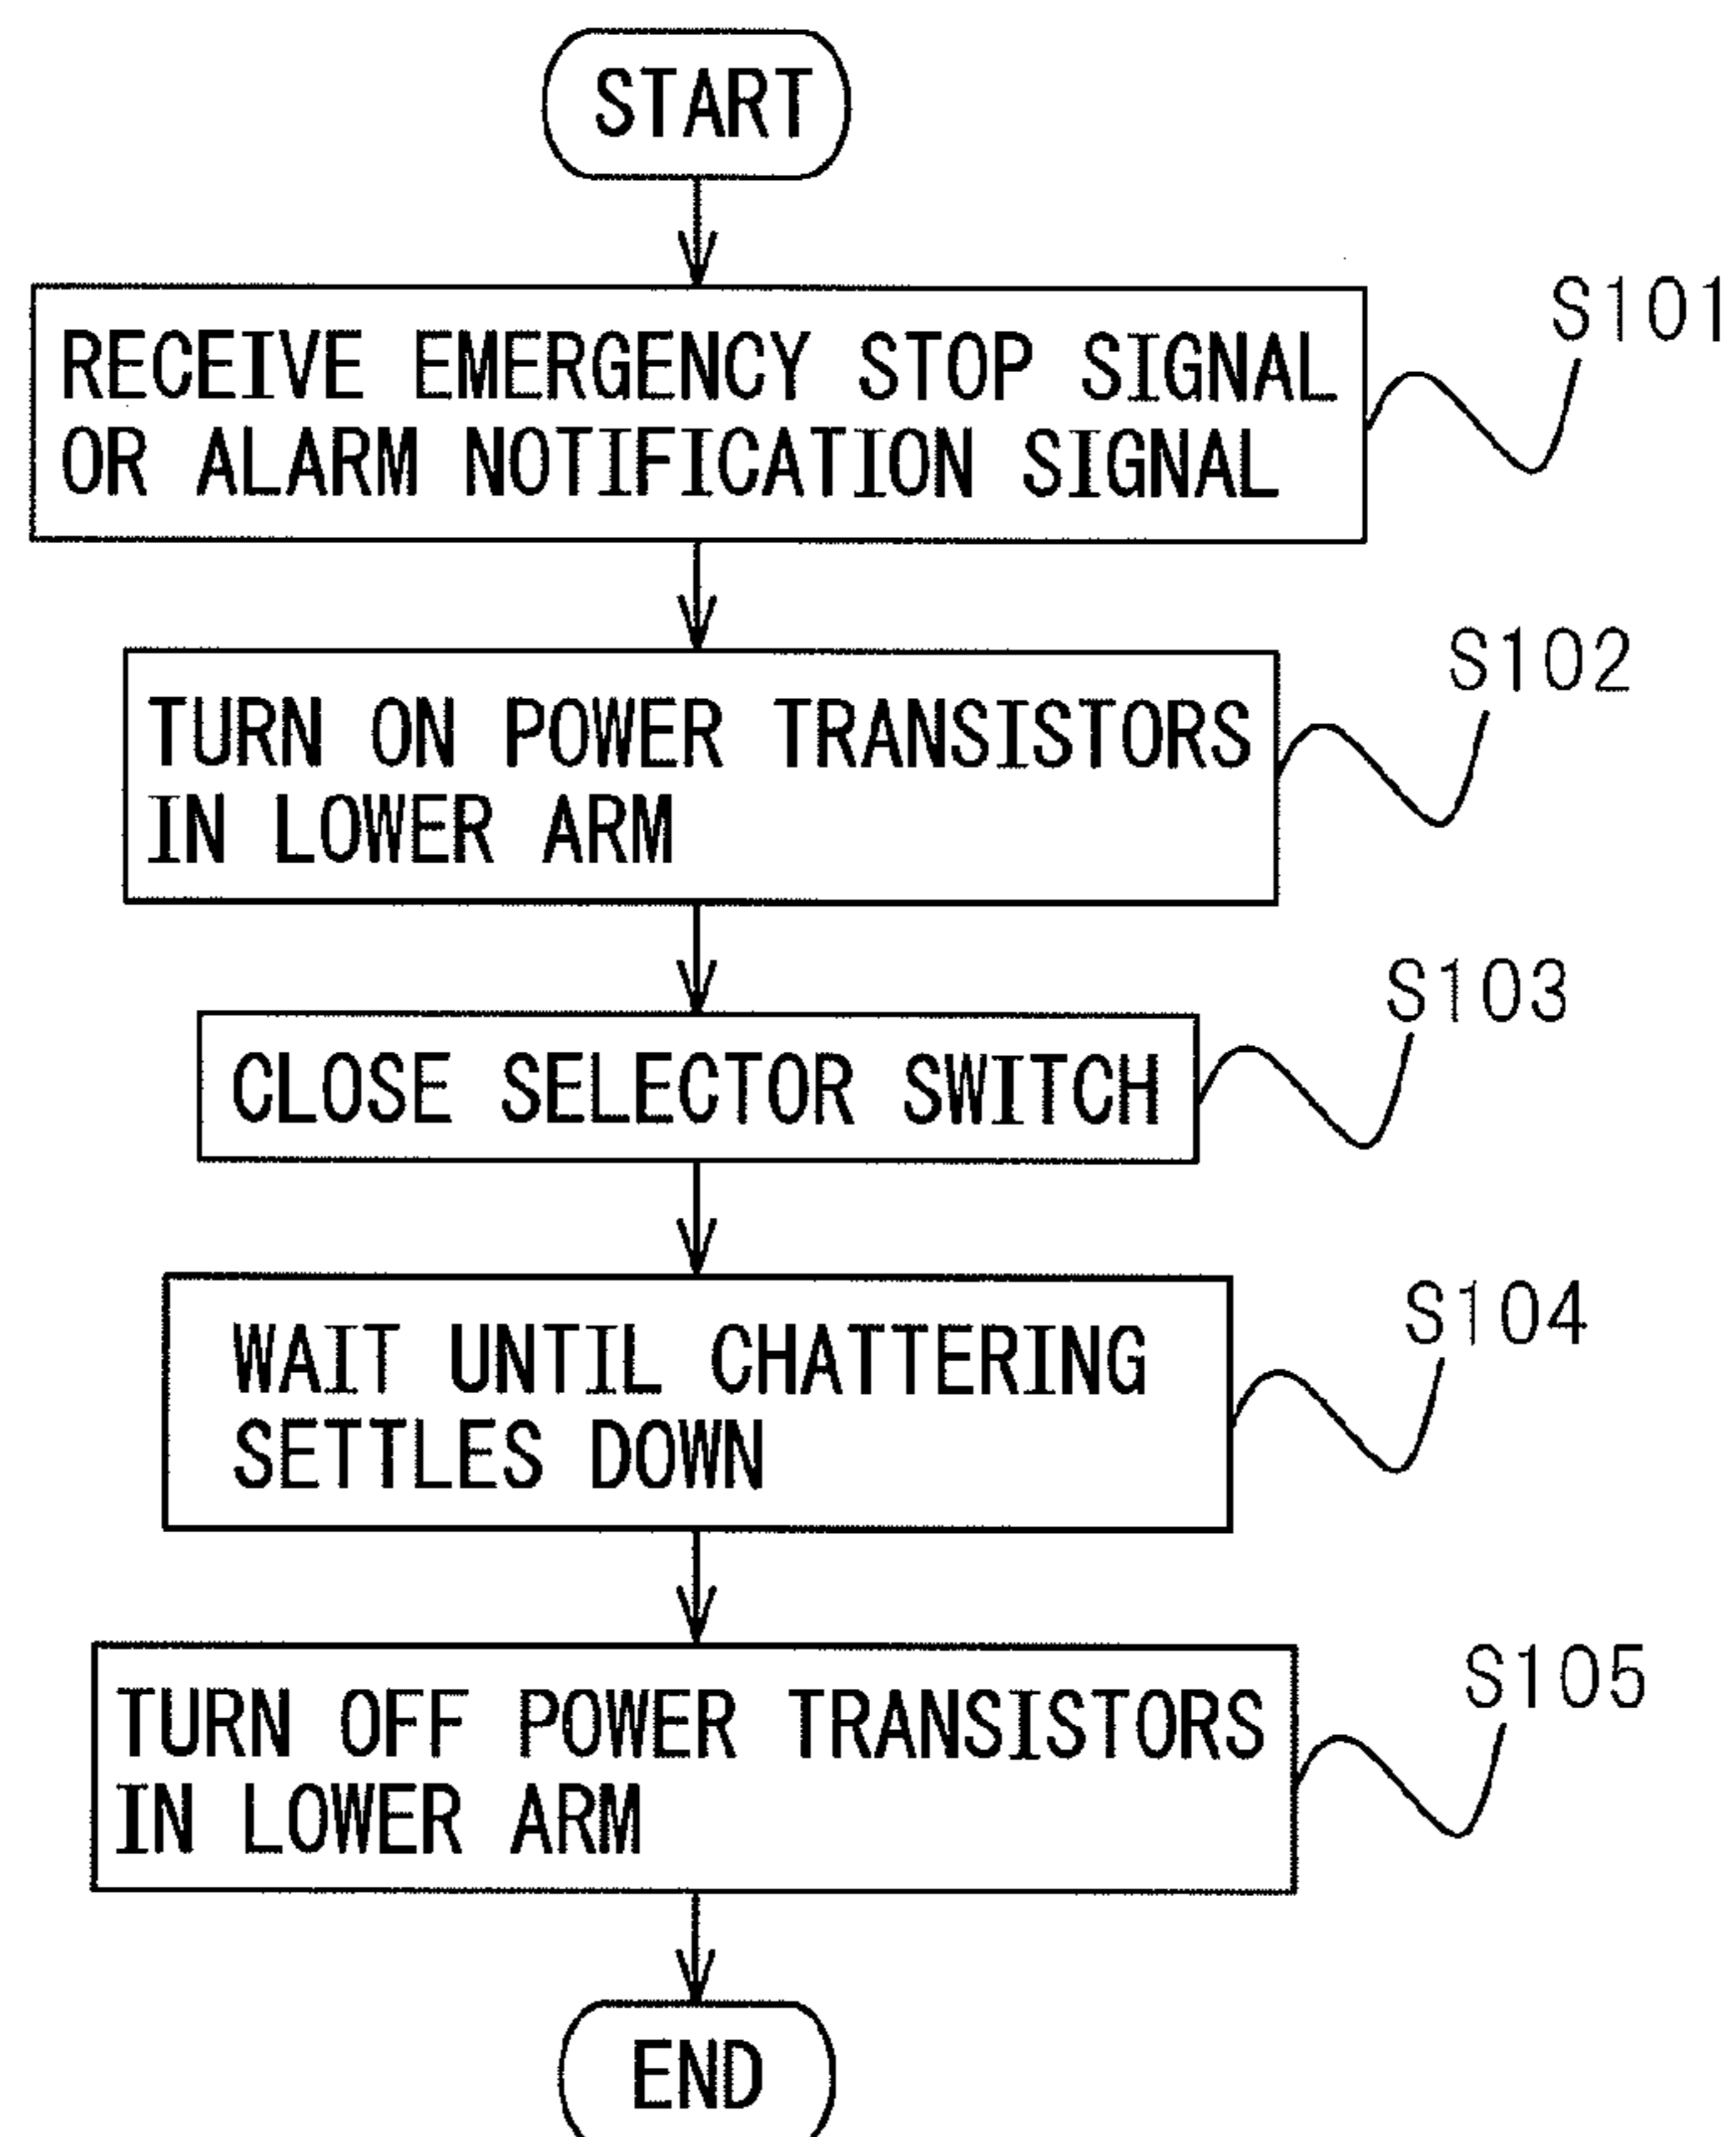 START
S101
RECEIVE EMERGENCY STOP SIGNAL
OR ALARM NOTIFICATION SIGNAL
S102
TURN ON POWER TRANSISTORS
IN LOWER ARM
S103
CLOSE SELECTOR SWITCH
S104
WAIT UNTIL CHATTERING
SETTLES DOWN
S105
TURN OFF POWER TRANSISTORS
IN LOWER ARM
END